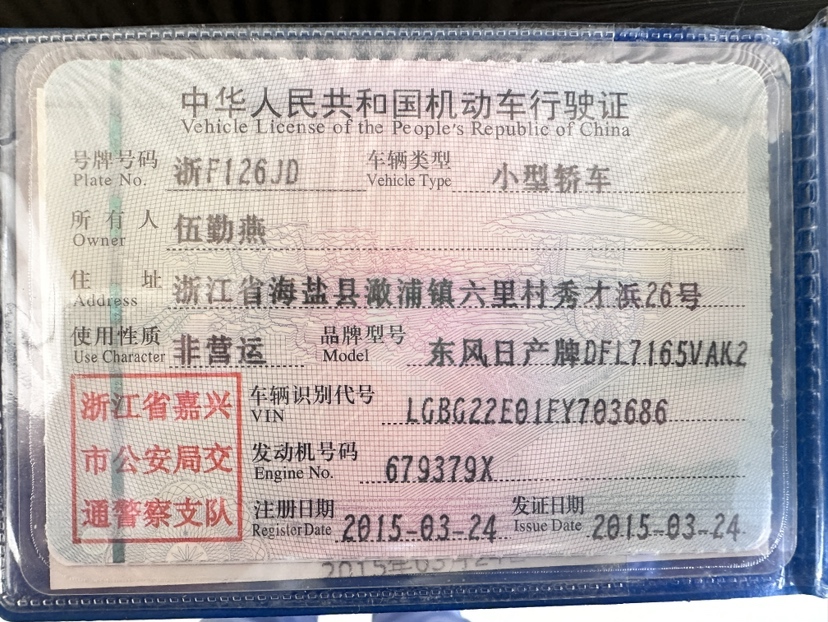 中华人民共和国机动车行驶证
Vehicle License of the People's Republic of China
号牌号码 浙F126JD 车辆类型 小型轿车
Plate No. Vehicle Type
所有人 伍勤燕
Owner
住址 浙江省海盐县澉浦镇六里村秀才浜26号
Address
使用性质 非营运 品牌型号 东风日产牌DFL7165VAK2
Use Character Model
浙江省嘉兴
市公安局交
通警察支队
车辆识别代号 LGBG22E01FY703686
VIN
发动机号码 679379X
Engine No.
注册日期 2015-03-24 发证日期 2015-03-24
Register Date Issue Date